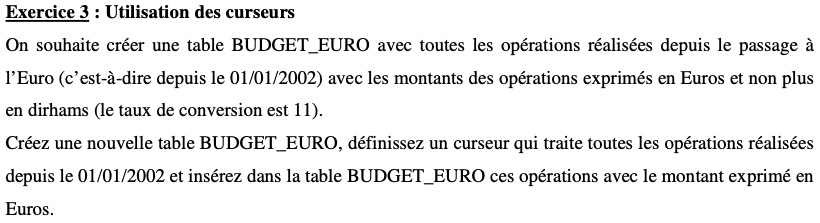 Exercice 3 : Utilisation des curseurs
On souhaite créer une table BUDGET_EURO avec toutes les opérations réalisées depuis le passage à
l’Euro (c’est-à-dire depuis le 01/01/2002) avec les montants des opérations exprimés en Euros et non plus
en dirhams (le taux de conversion est 11).
Créez une nouvelle table BUDGET_EURO, définissez un curseur qui traite toutes les opérations réalisées
depuis le 01/01/2002 et insérez dans la table BUDGET_EURO ces opérations avec le montant exprimé en
Euros.